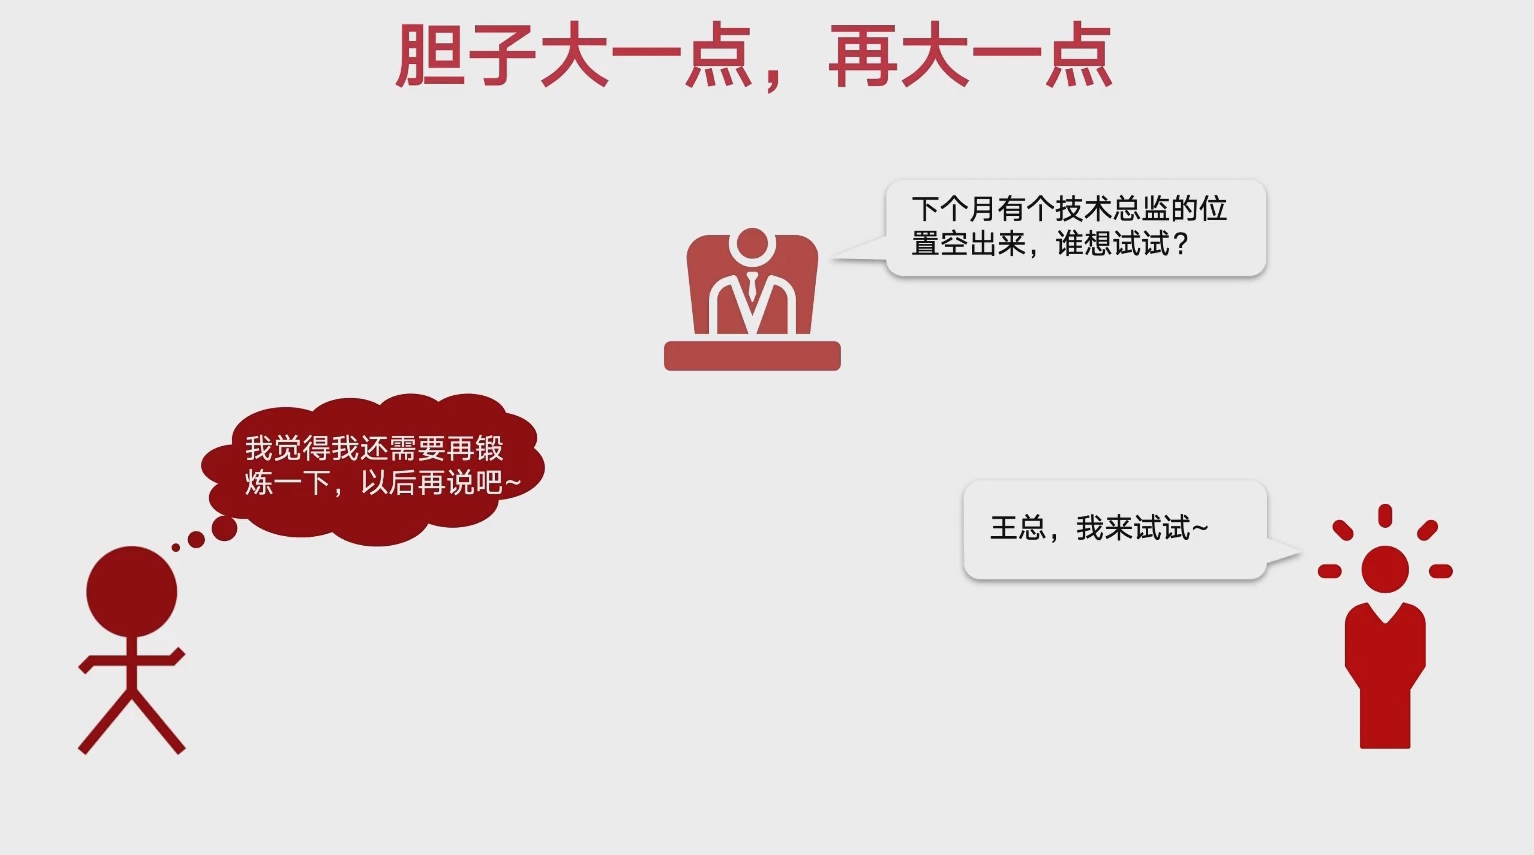 胆子大一点，再大一点
下个月有个技术总监的位
置空出来，谁想试试？
我觉得我还需要再锻
炼一下，以后再说吧~
王总，我来试试~